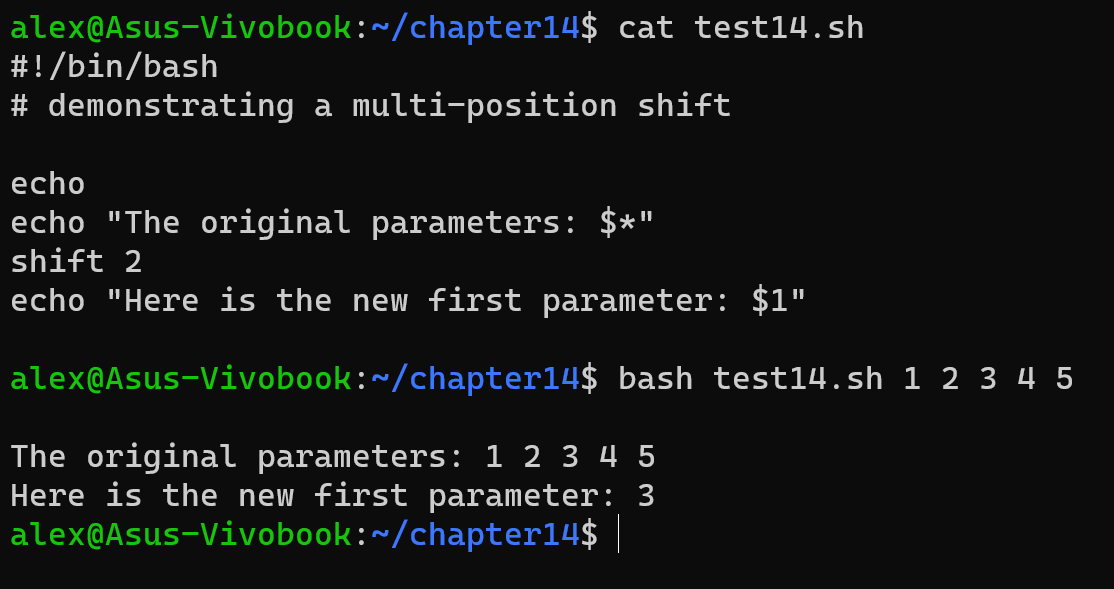 alex@Asus-Vivobook:~/chapter14$ cat test14.sh
#!/bin/bash
# demonstrating a multi-position shift
echo
echo "The original parameters: $*"
shift 2
echo "Here is the new first parameter: $1"
alex@Asus-Vivobook:~/chapter14$ bash test14.sh 1 2 3 4 5
The original parameters: 1 2 3 4 5
Here is the new first parameter: 3
alex@Asus-Vivobook:~/chapter14$